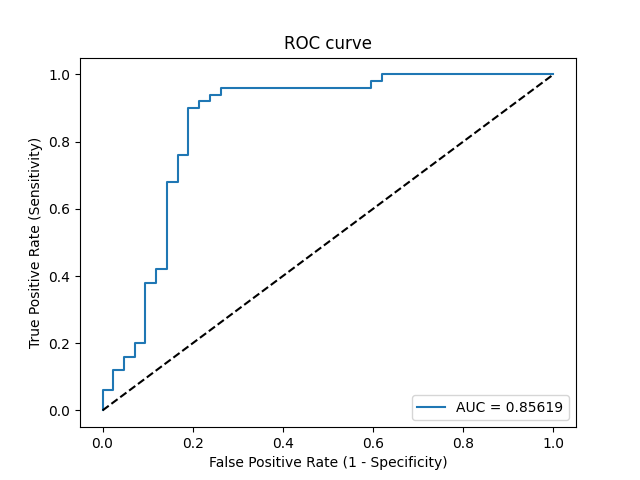 ROC curve
True Positive Rate (Sensitivity)
1.0
0.8
0.6
0.4
0.2
0.0
AUC = 0.85619
0.0 0.2 0.4 0.6 0.8 1.0
False Positive Rate (1 - Specificity)